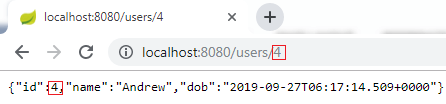 localhost:8080/users/4
localhost:8080/users/4
{"id":4,"name":"Andrew","dob":"2019-09-27T06:17:14.509+0000"}